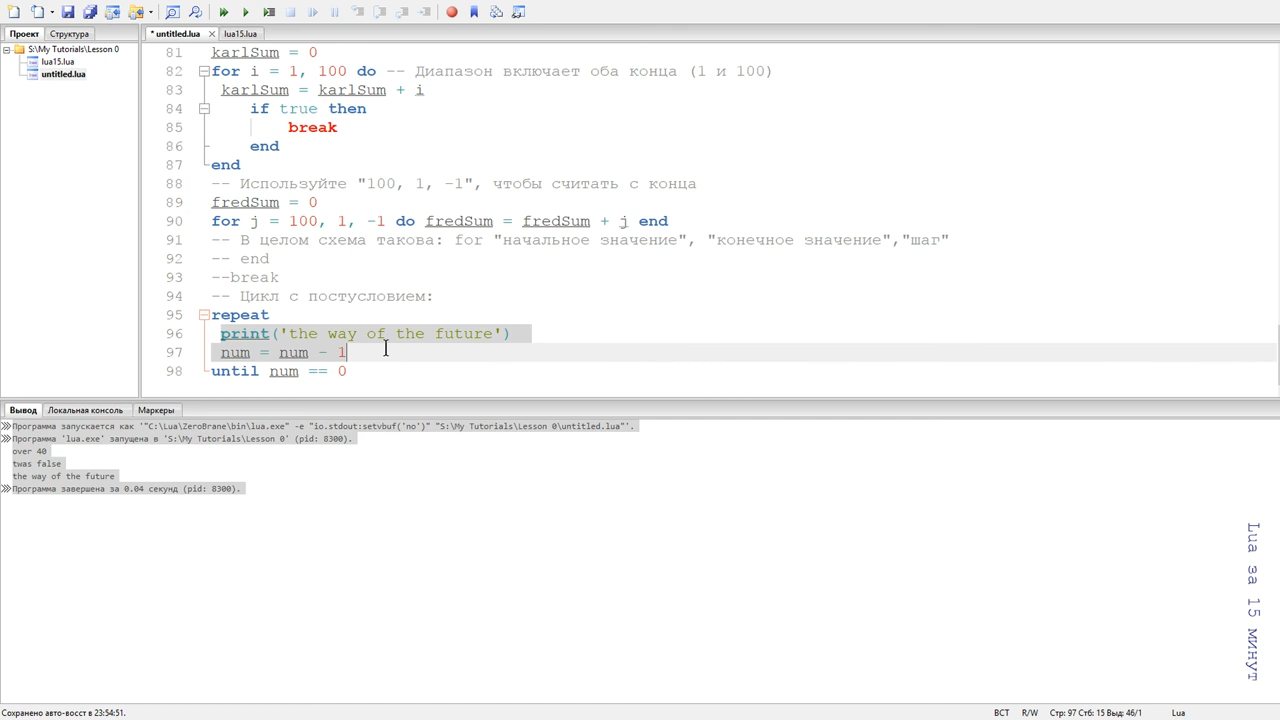 * untitled.lua
lua15.lua
Проект
Структура
S:\My Tutorials\Lesson 0
lua15.lua
untitled.lua
81 karlSum = 0
82 for i = 1, 100 do -- Диапазон включает оба конца (1 и 100)
83 karlSum = karlSum + i
84 if true then
85 break
86 end
87 end
88 -- Используйте "100, 1, -1", чтобы считать с конца
89 fredSum = 0
90 for j = 100, 1, -1 do fredSum = fredSum + j end
91 -- В целом схема такова: for "начальное значение", "конечное значение","шаг"
92 -- end
93 --break
94 -- Цикл с постусловием:
95 repeat
96 print('the way of the future')
97 num = num - 1
98 until num == 0
Вывод
Локальная консоль
Маркеры
Программа запускается как '"C:\Lua\ZeroBrane\bin\lua.exe" -e "io.stdout:setvbuf('no')" "S:\My Tutorials\Lesson 0\untitled.lua"'.
Программа 'lua.exe' запущена в 'S:\My Tutorials\Lesson 0' (pid: 8300).
over 40
twas false
the way of the future
Программа завершена за 0.04 секунд (pid: 8300).
Lua за 15 минут
Сохранено авто-восст в 23:54:51.
ВСТ
R/W
Стр: 97 Стб: 15 Выд: 46/1
Lua